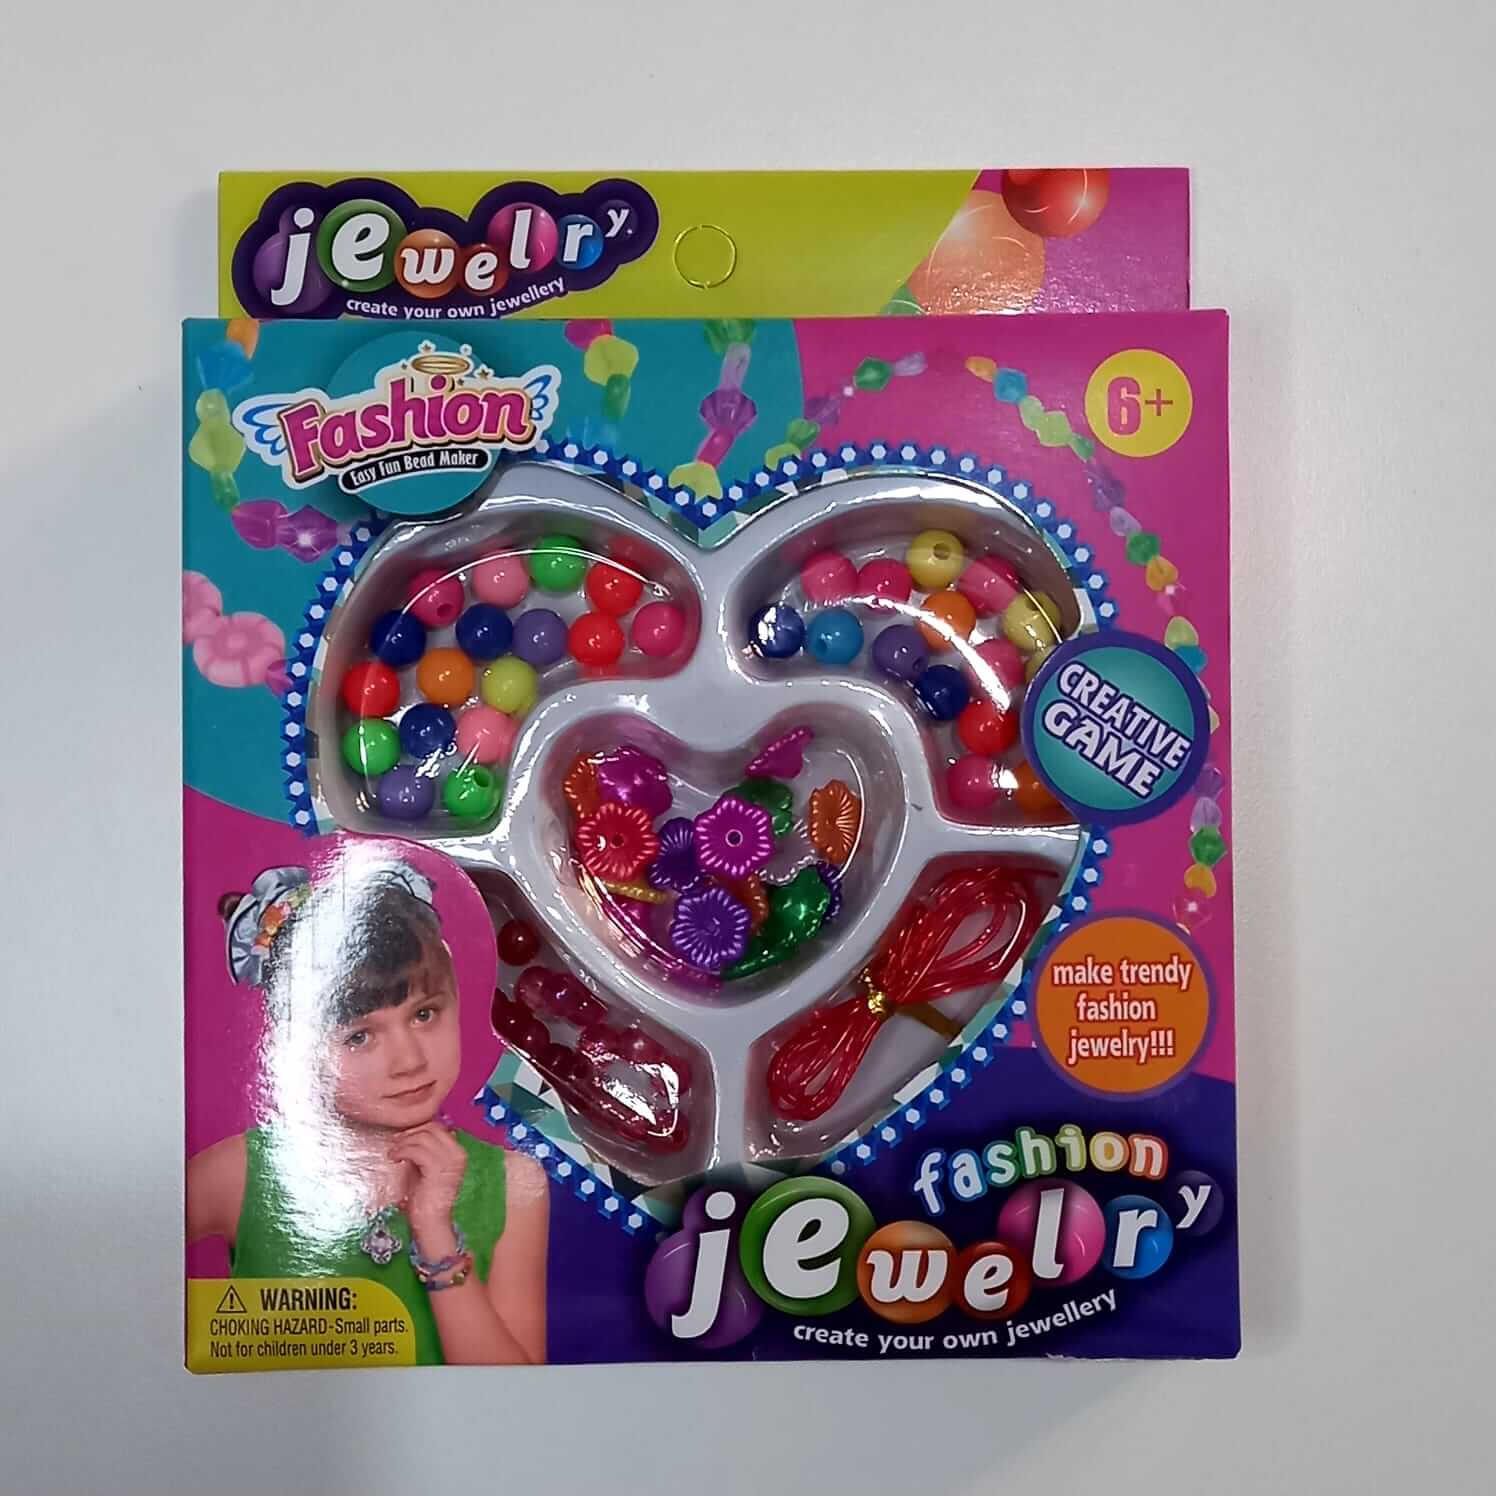 jewelry
create your own jewellery
Fashion
Easy Fun Bead Maker
6+
CREATIVE
GAME
make trendy
fashion
jewelry!!!
fashion
jewelry
create your own jewellery
WARNING:
CHOKING HAZARD-Small parts.
Not for children under 3 years.